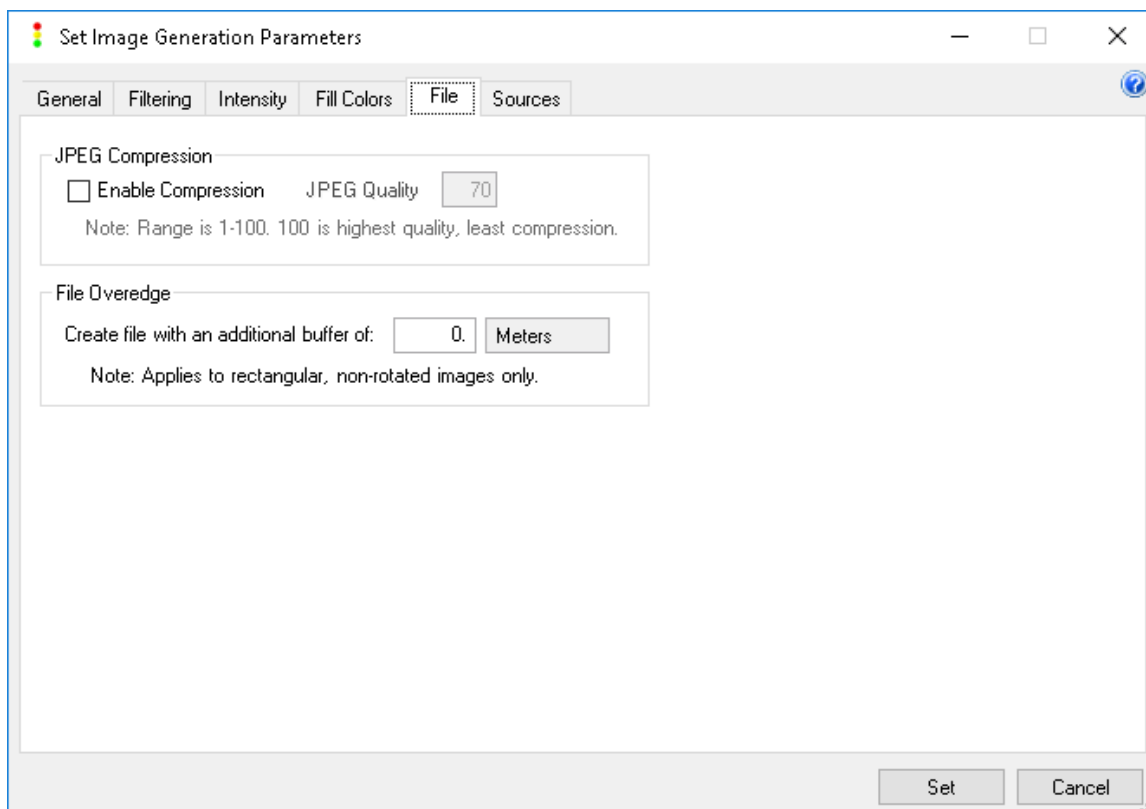 Set Image Generation Parameters
General Filtering Intensity Fill Colors File Sources
JPEG Compression
Enable Compression JPEG Quality 70
Note: Range is 1-100. 100 is highest quality, least compression.
File Overedge
Create file with an additional buffer of: 0. Meters
Note: Applies to rectangular, non-rotated images only.
Set Cancel